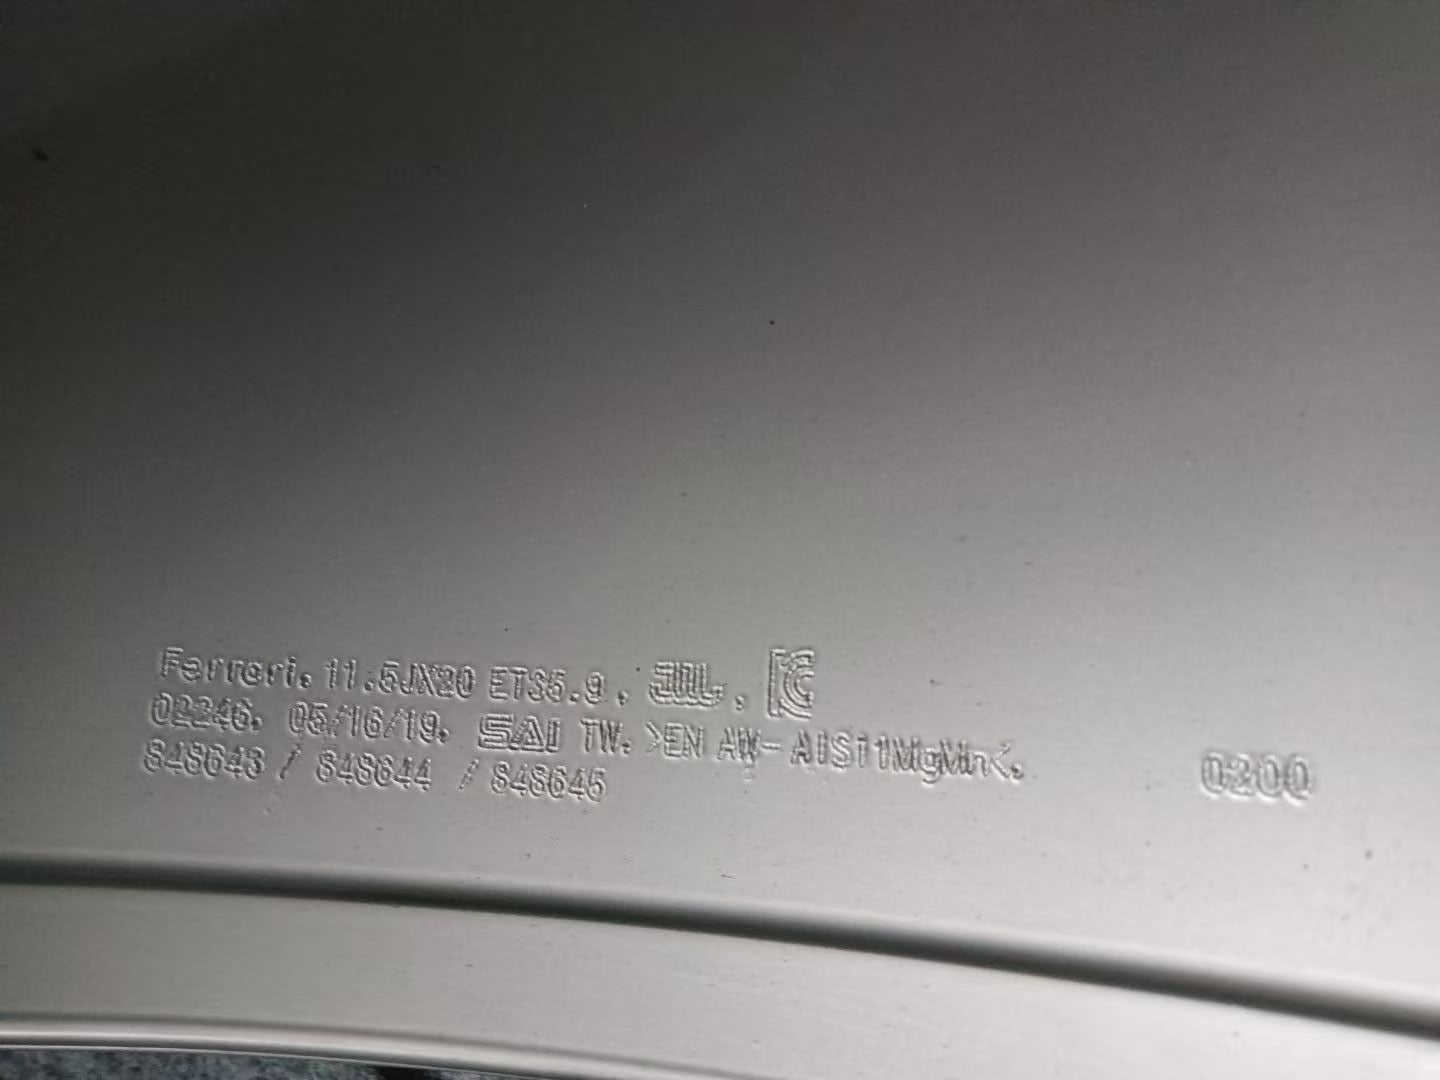 Ferrari. 11.5JX20 ET35.9. JWL. KC
02246. 05/16/19. SAI TW. >EN AW-AlSi1MgMn<.
848643 / 848644 / 848645
0200